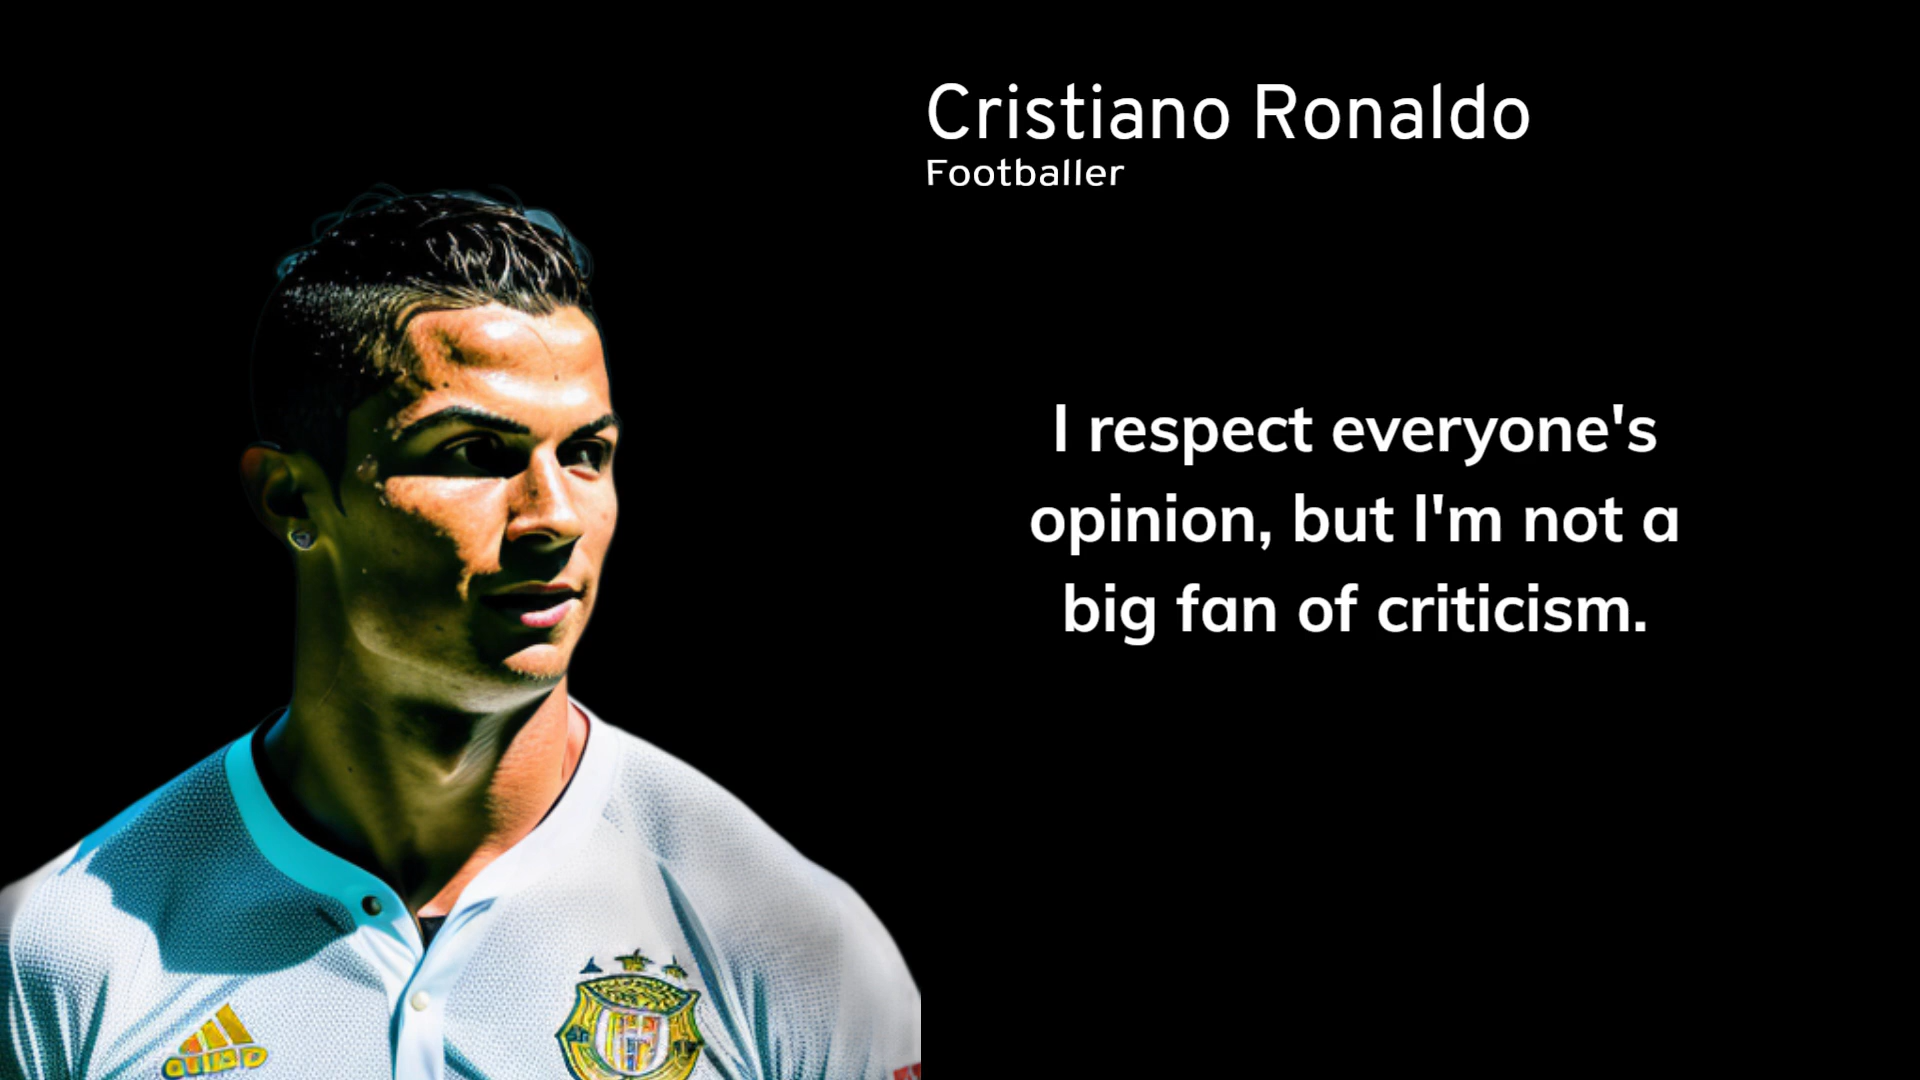 Cristiano Ronaldo
Footballer
I respect everyone's
opinion, but I'm not a
big fan of criticism.